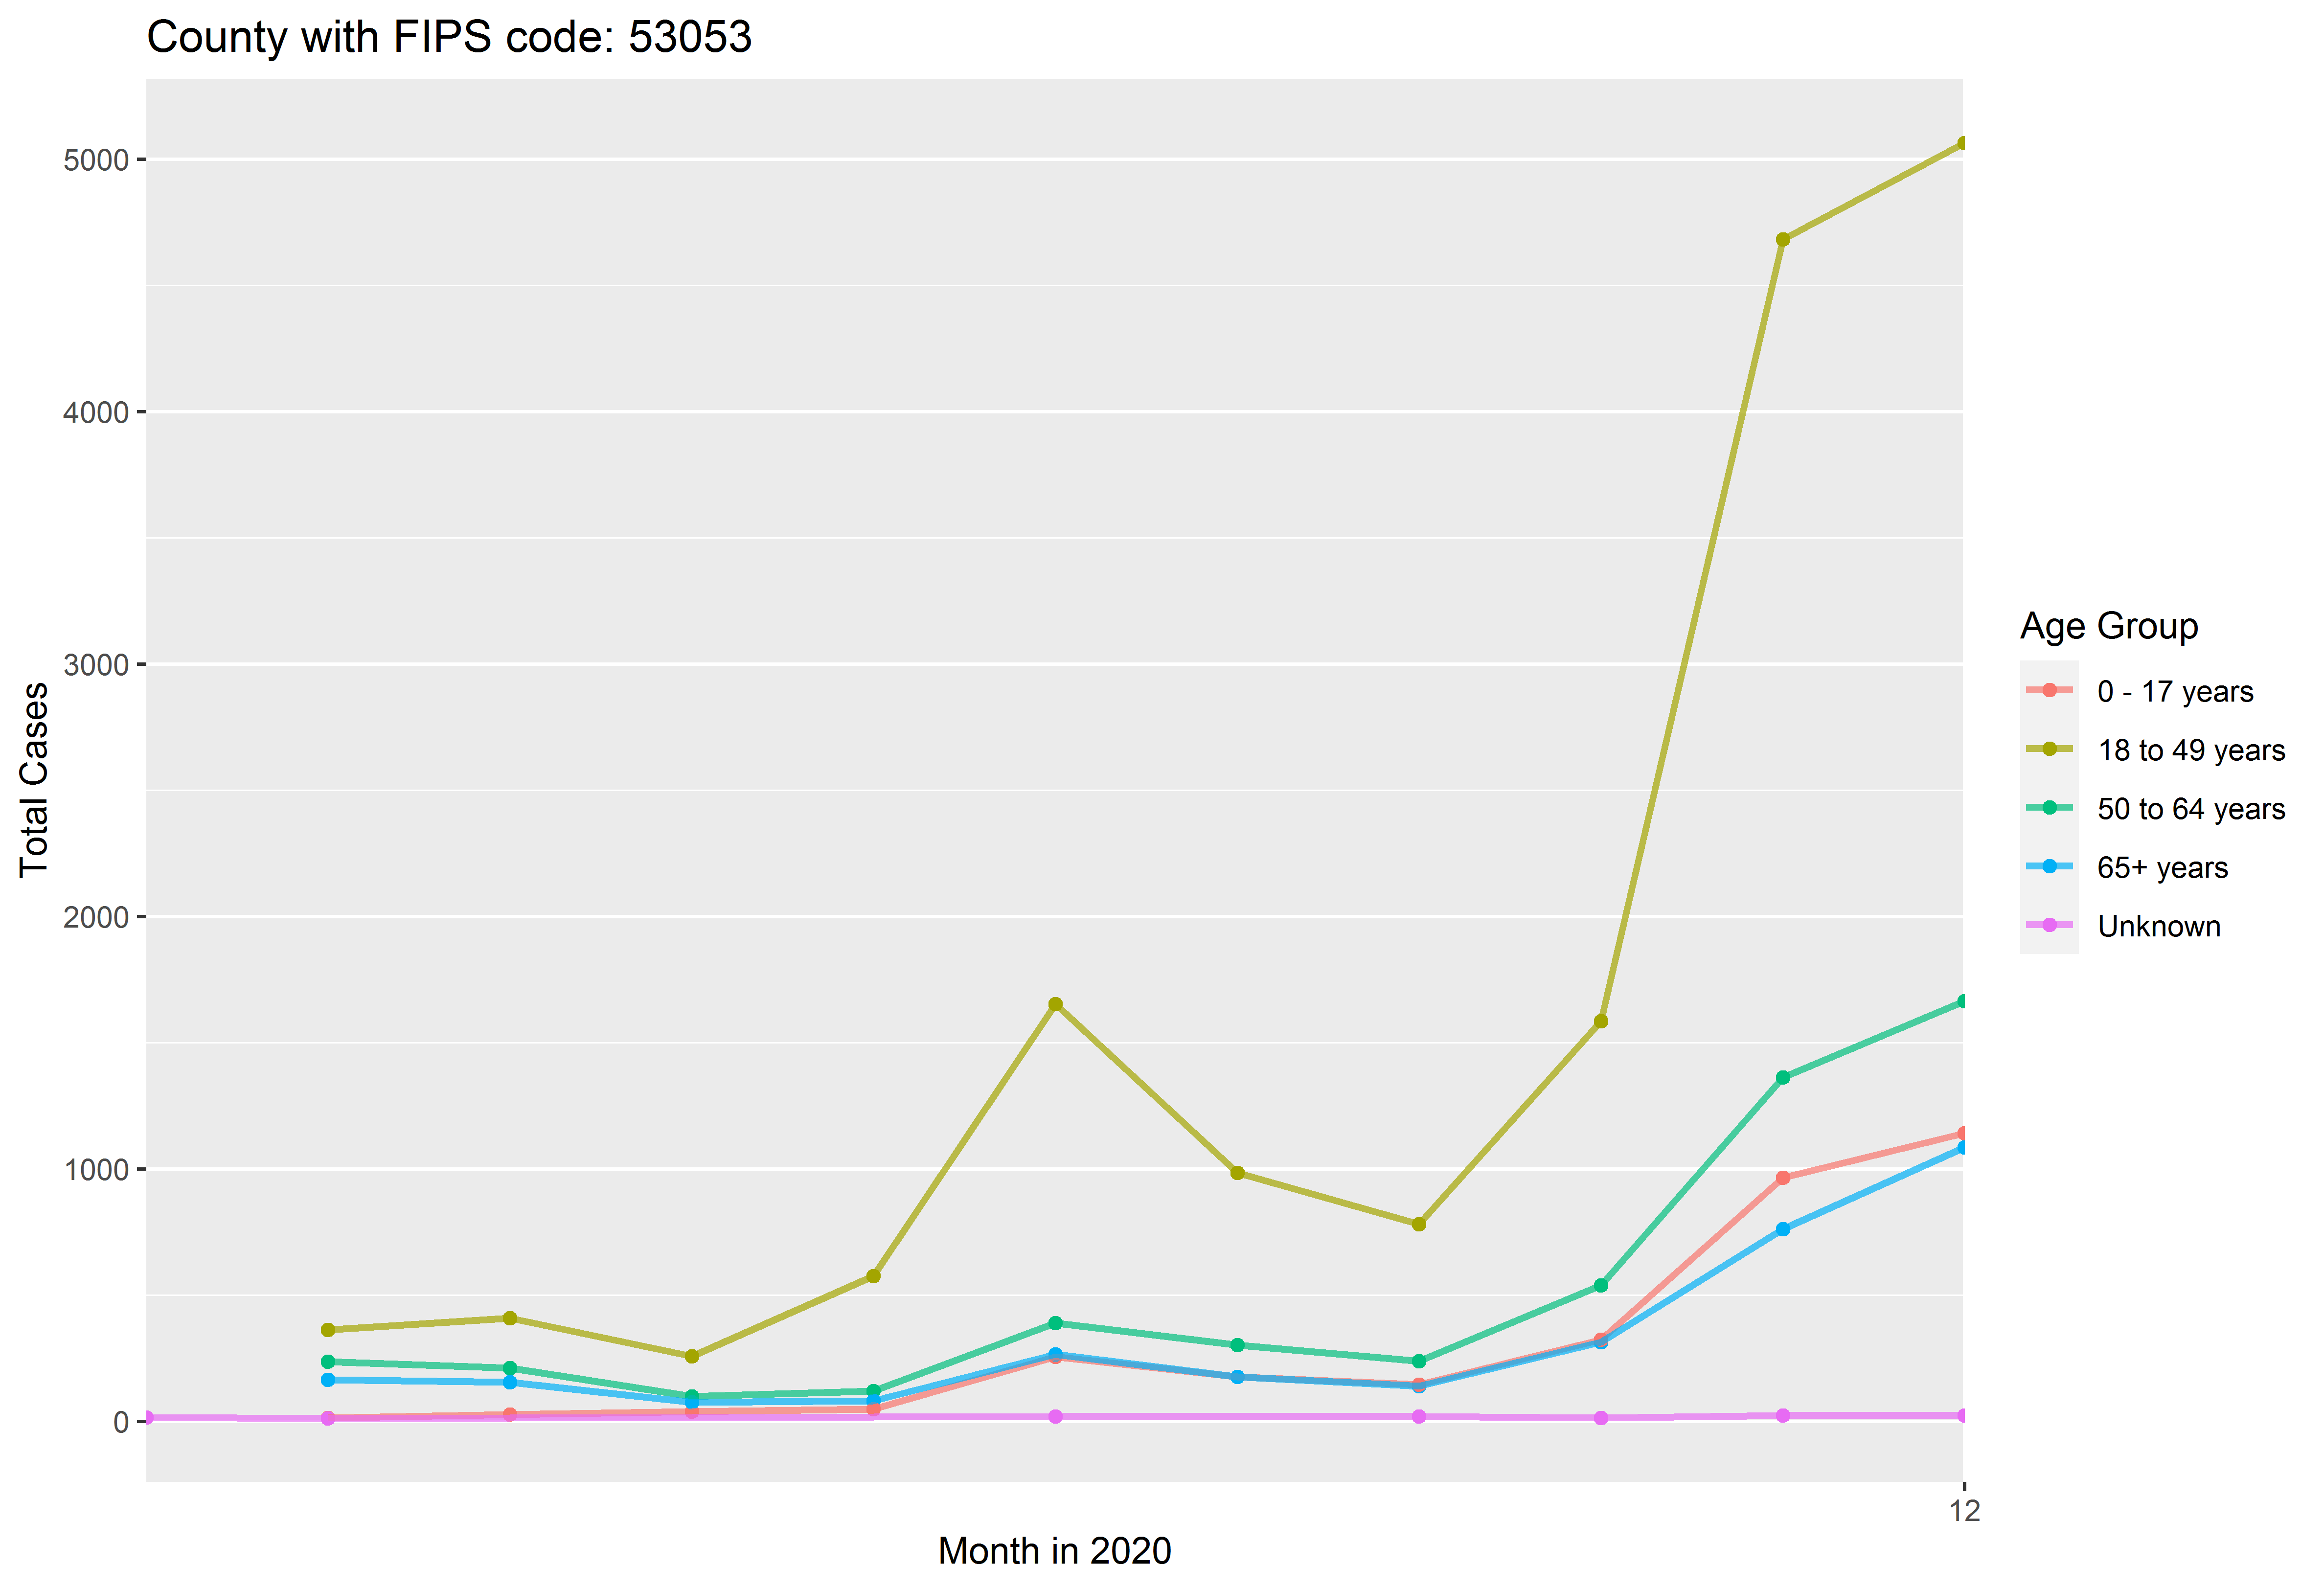 County with FIPS code: 53053
5000
4000
3000
2000
1000
0
Total Cases
12
Month in 2020
Age Group
0 - 17 years
18 to 49 years
50 to 64 years
65+ years
Unknown